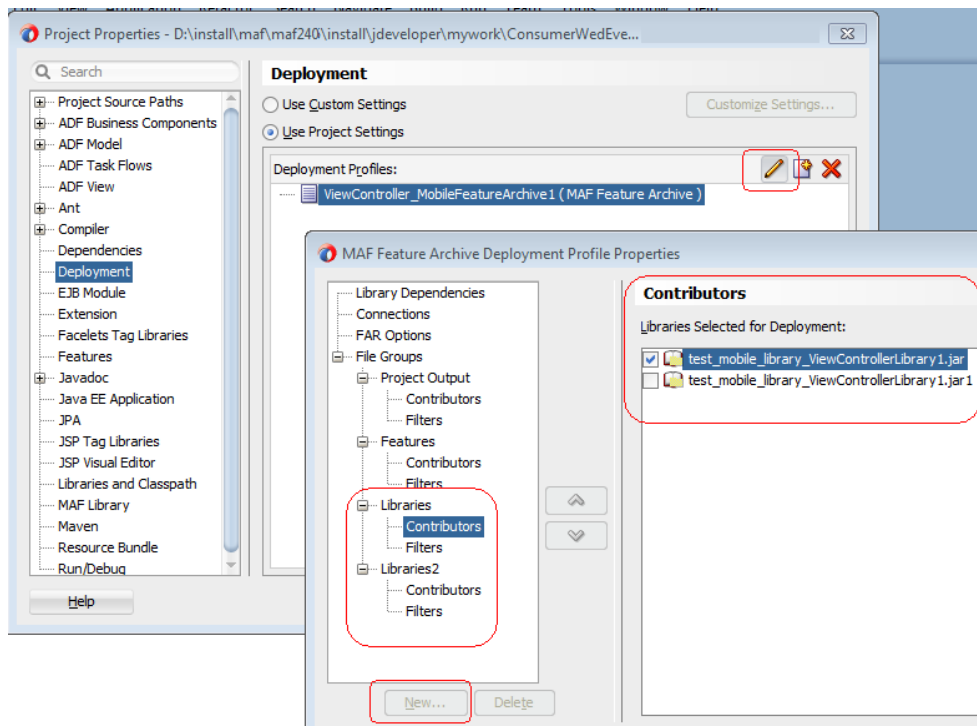 Project Properties - D:\install\maf\maf240\install\jdeveloper\mywork\ConsumerWedEve...
Search
Project Source Paths
ADF Business Components
ADF Model
ADF Task Flows
ADF View
Ant
Compiler
Dependencies
Deployment
EJB Module
Extension
Facelets Tag Libraries
Features
Javadoc
Java EE Application
JPA
JSP Tag Libraries
JSP Visual Editor
Libraries and Classpath
MAF Library
Maven
Resource Bundle
Run/Debug
Help
Deployment
Use Custom Settings
Customize Settings...
Use Project Settings
Deployment Profiles:
ViewController_MobileFeatureArchive1 ( MAF Feature Archive )
MAF Feature Archive Deployment Profile Properties
Library Dependencies
Connections
FAR Options
File Groups
Project Output
Contributors
Filters
Features
Contributors
Filters
Libraries
Contributors
Filters
Libraries2
Contributors
Filters
New...
Delete
Contributors
Libraries Selected for Deployment:
test_mobile_library_ViewControllerLibrary1.jar
test_mobile_library_ViewControllerLibrary1.jar1